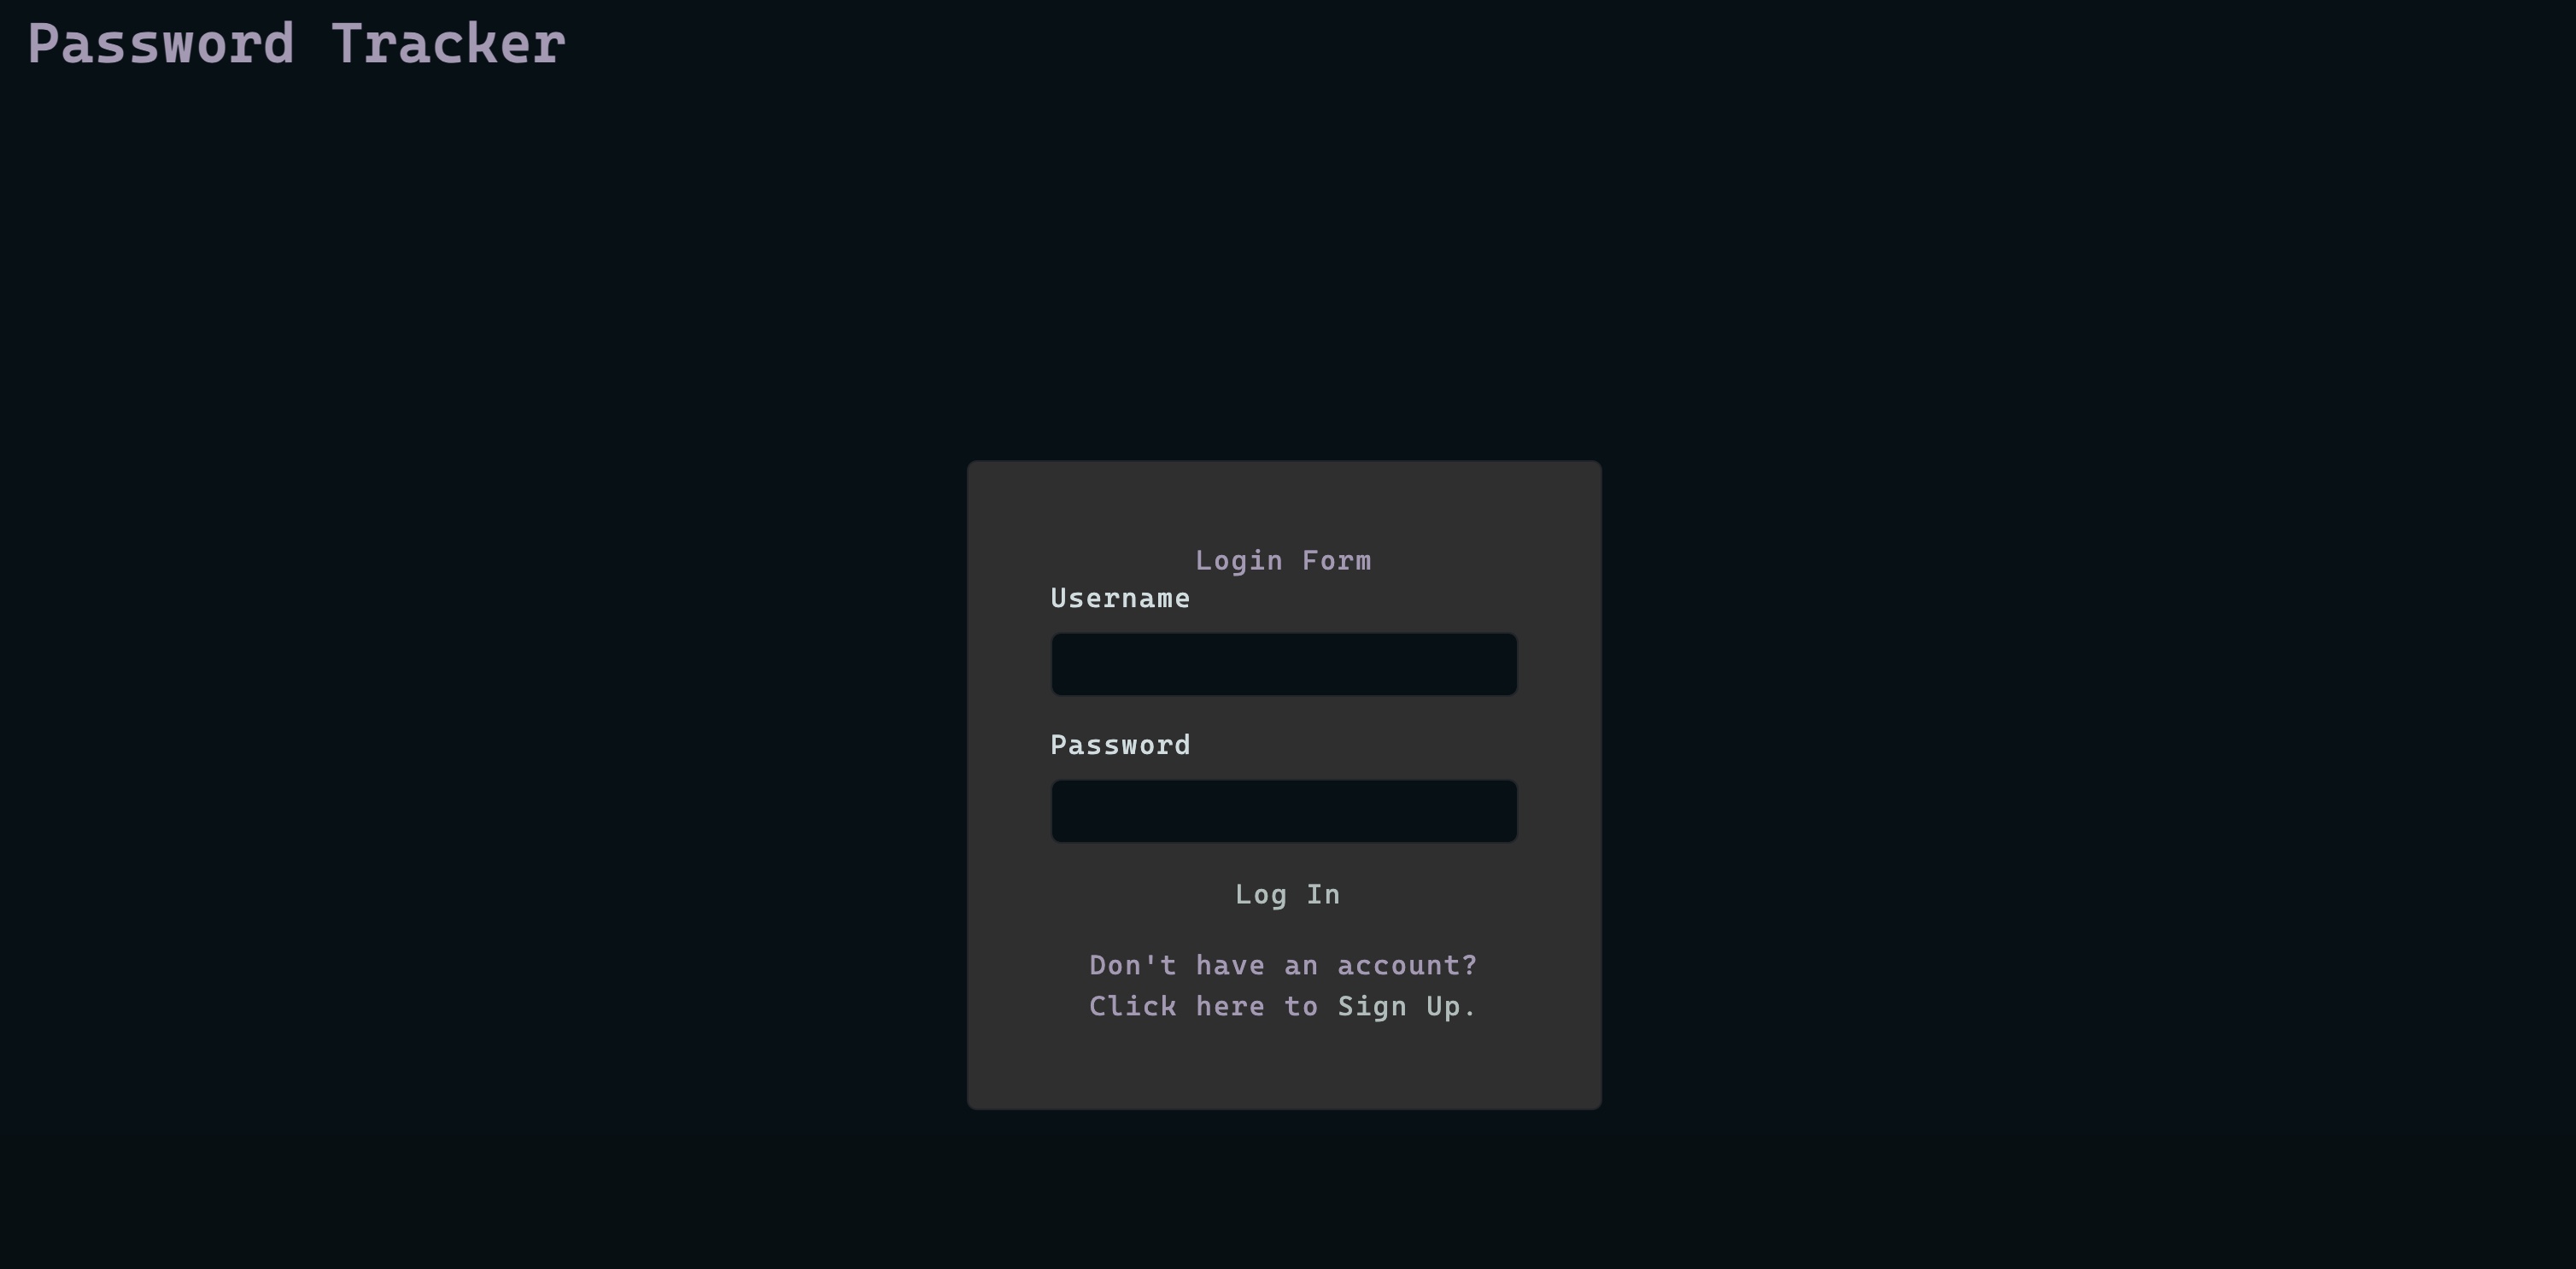 Password Tracker
Login Form
Username
Password
Log In
Don't have an account?
Click here to Sign Up.